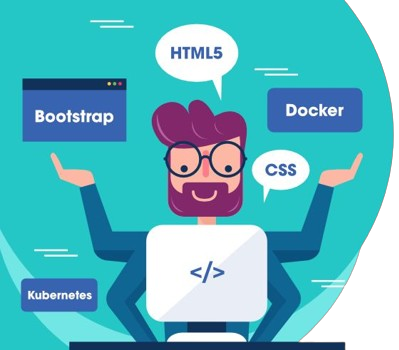 HTML5
Bootstrap
Docker
CSS
</>
Kubernetes